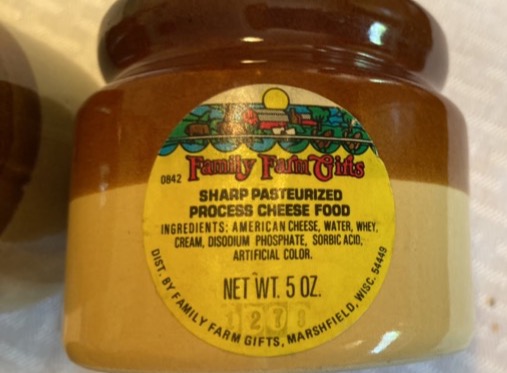 Family Farm Gifts
0842
SHARP PASTEURIZED
PROCESS CHEESE FOOD
INGREDIENTS: AMERICAN CHEESE, WATER, WHEY,
CREAM, DISODIUM PHOSPHATE, SORBIC ACID,
ARTIFICIAL COLOR.
NET WT. 5 OZ.
DIST. BY FAMILY FARM GIFTS, MARSHFIELD, WISC. 54449